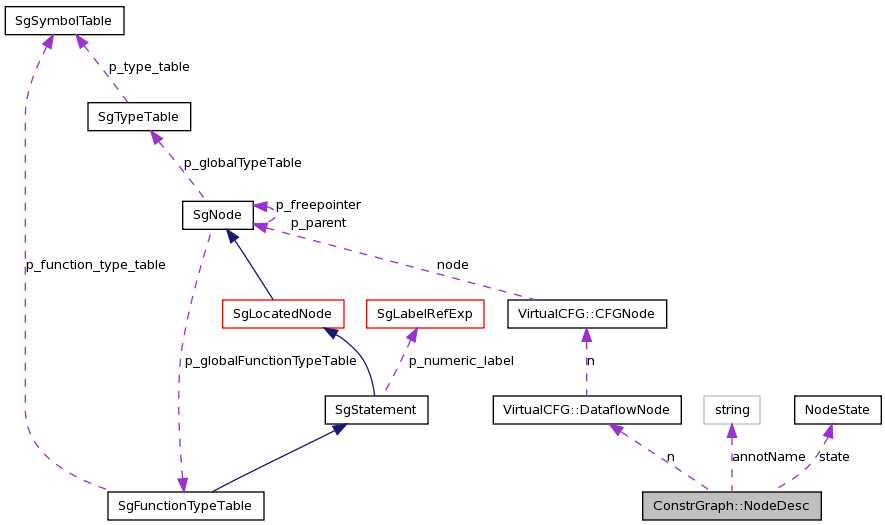 SgSymbolTable
p_type_table
SgTypeTable
p_globalTypeTable
SgNode
p_freepointer
p_parent
p_function_type_table
node
SgLocatedNode
SgLabelRefExp
VirtualCFG::CFGNode
p_globalFunctionTypeTable
p_numeric_label
n
SgStatement
VirtualCFG::DataflowNode
string
NodeState
n
annotName
state
SgFunctionTypeTable
ConstrGraph::NodeDesc